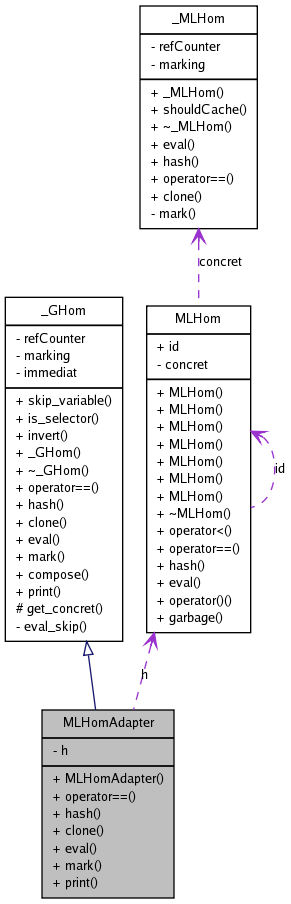 _MLHom
- refCounter
- marking
+ _MLHom()
+ shouldCache()
+ ~_MLHom()
+ eval()
+ hash()
+ operator==()
+ clone()
- mark()
concret
_GHom
- refCounter
- marking
- immediat
+ skip_variable()
+ is_selector()
+ invert()
+ _GHom()
+ ~_GHom()
+ operator==()
+ hash()
+ clone()
+ eval()
+ mark()
+ compose()
+ print()
# get_concret()
- eval_skip()
MLHom
+ id
- concret
+ MLHom()
+ MLHom()
+ MLHom()
+ MLHom()
+ MLHom()
+ MLHom()
+ MLHom()
+ ~MLHom()
+ operator<()
+ operator==()
+ hash()
+ eval()
+ operator()()
+ garbage()
id
h
MLHomAdapter
- h
+ MLHomAdapter()
+ operator==()
+ hash()
+ clone()
+ eval()
+ mark()
+ print()